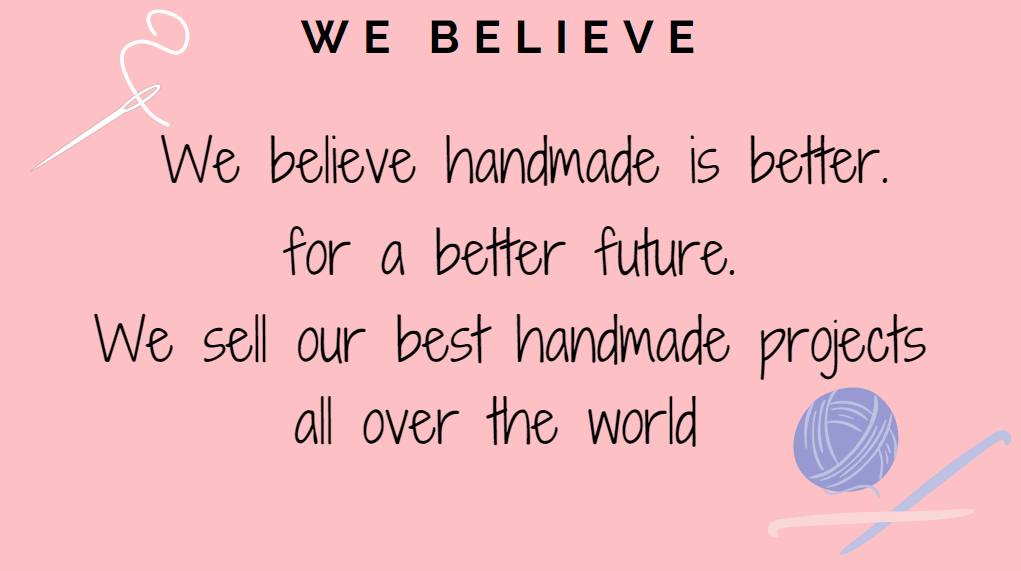 WE BELIEVE
We believe handmade is better.
for a better future.
We sell our best handmade projects
all over the world